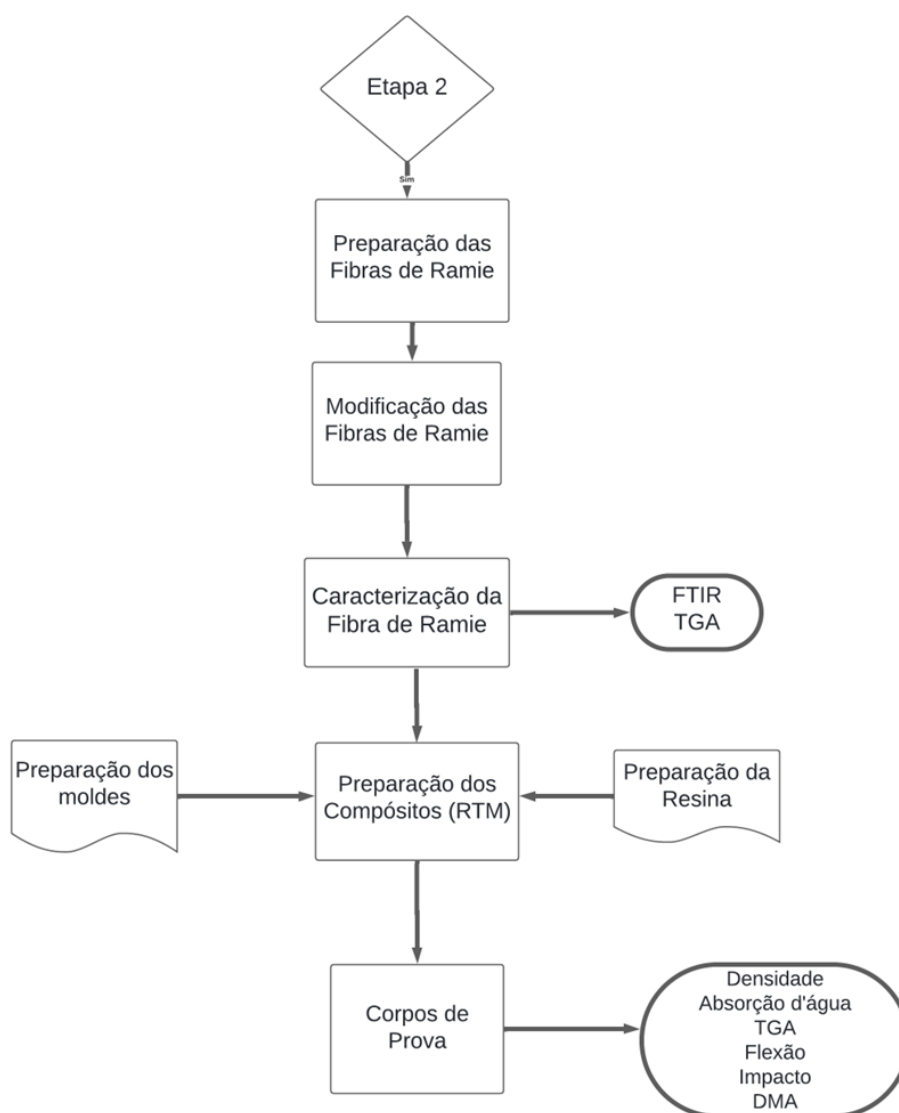 Etapa 2
Sim
Preparação das
Fibras de Ramie
Modificação das
Fibras de Ramie
Caracterização da
Fibra de Ramie
FTIR
TGA
Preparação dos
moldes
Preparação dos
Compósitos (RTM)
Preparação da
Resina
Corpos de
Prova
Densidade
Absorção d'água
TGA
Flexão
Impacto
DMA